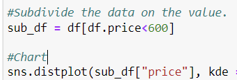 #Subdivide the data on the value.
sub_df = df[df.price<600]
#Chart
sns.distplot(sub_df["price"], kde =